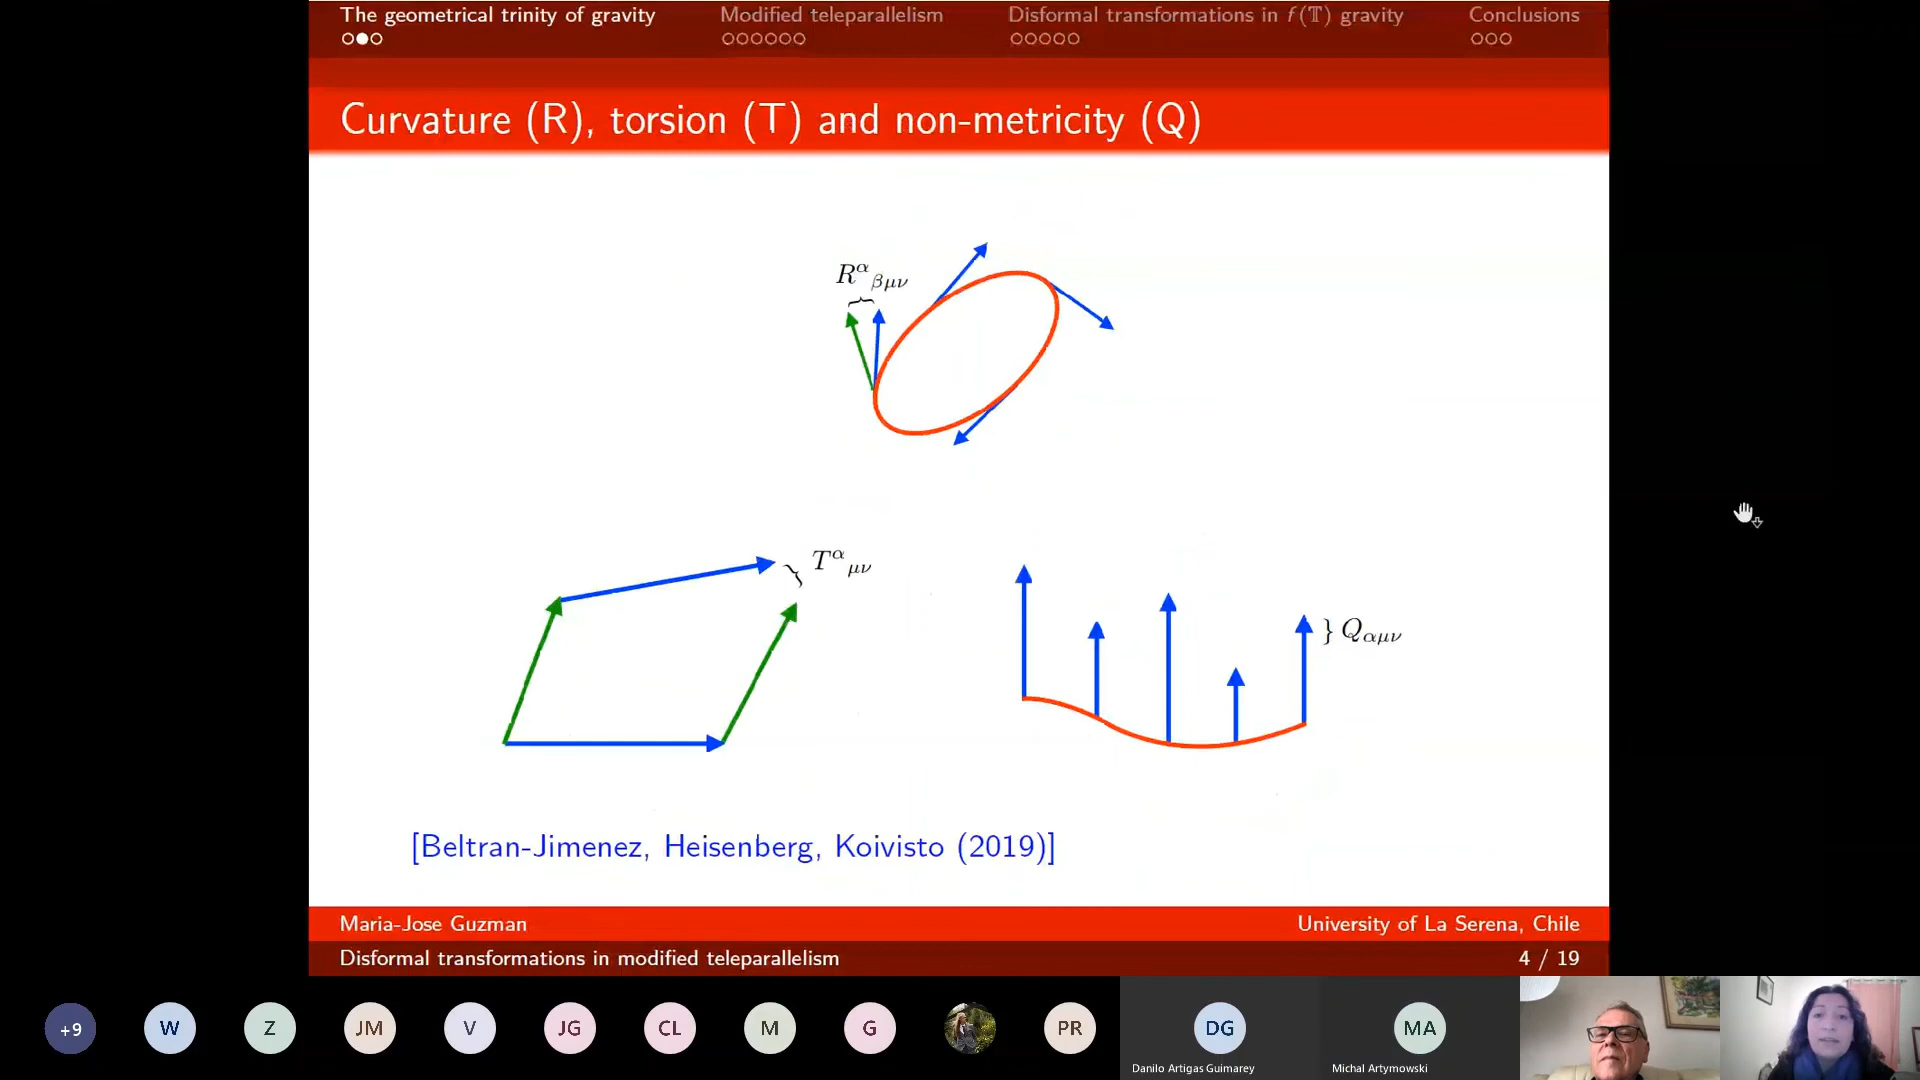 The geometrical trinity of gravity
Modified teleparallelism
Disformal transformations in f(𝕋) gravity
Conclusions
Curvature (R), torsion (T) and non-metricity (Q)
R^α_βμν
T^α_μν
} Q_αμν
[Beltran-Jimenez, Heisenberg, Koivisto (2019)]
Maria-Jose Guzman
University of La Serena, Chile
Disformal transformations in modified teleparallelism
4 / 19
+9
W
Z
JM
V
JG
CL
M
G
PR
DG
MA
Danilo Artigas Guimarey
Michal Artymowski